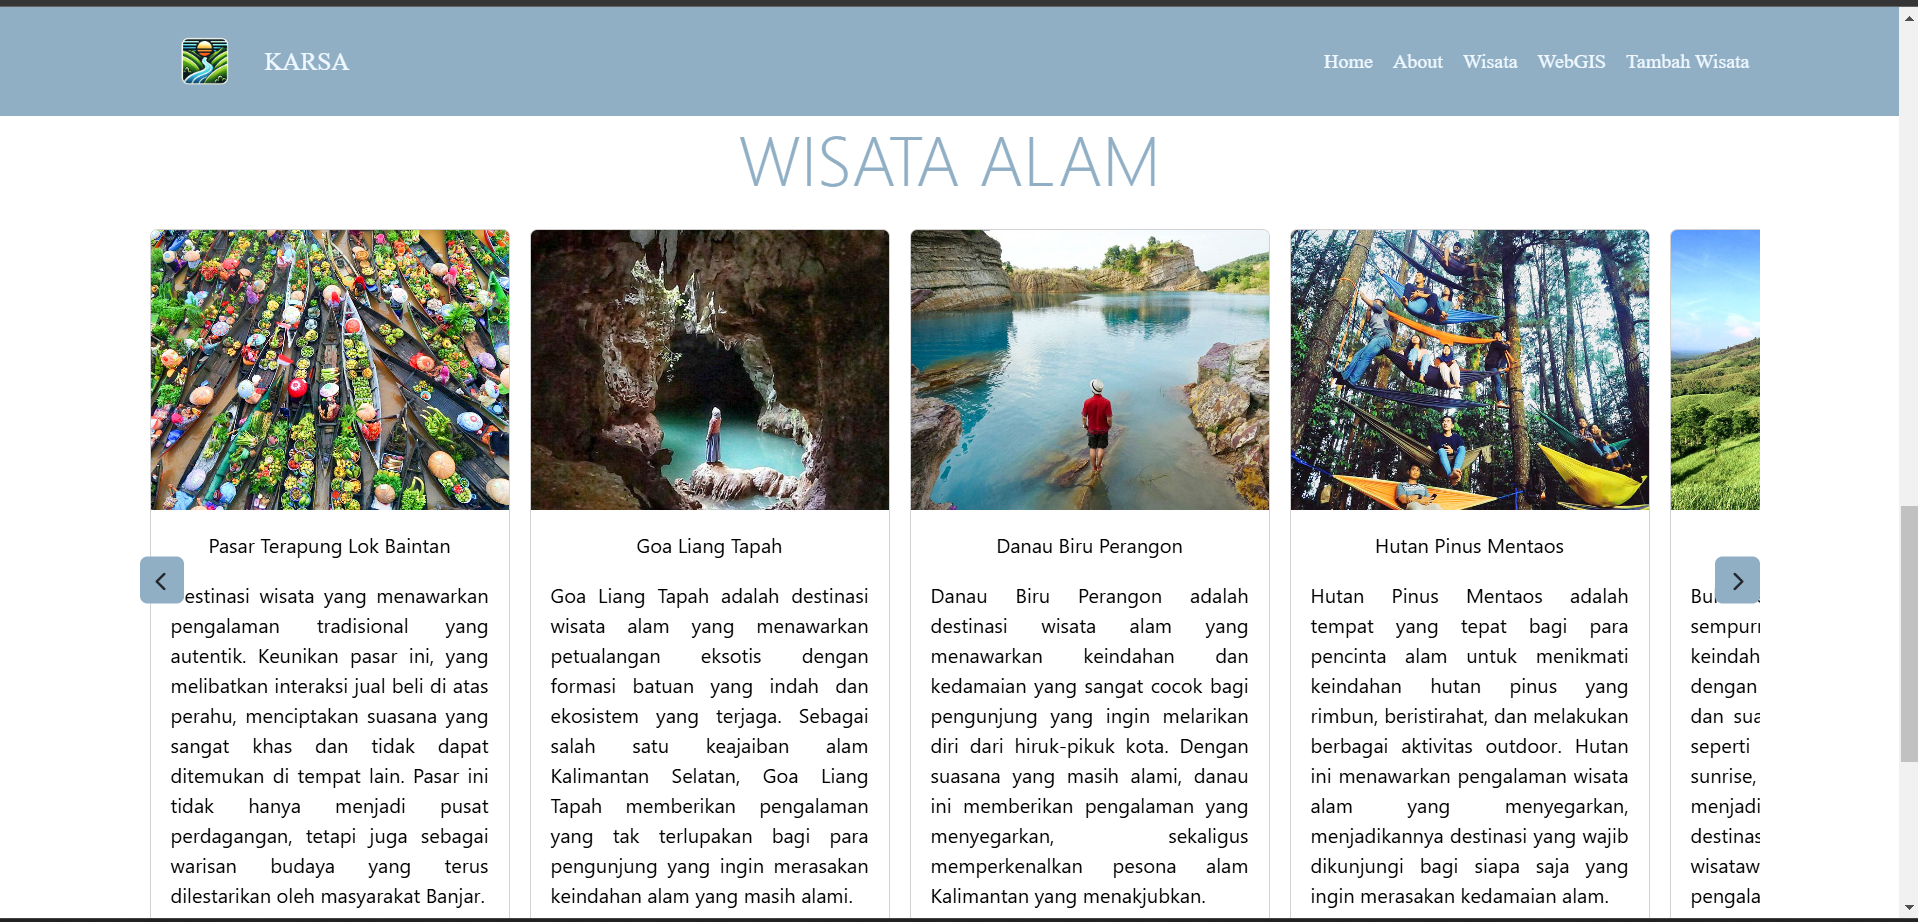 KARSA
Home About Wisata WebGIS Tambah Wisata
WISATA ALAM
Pasar Terapung Lok Baintan
estinasi wisata yang menawarkan
pengalaman tradisional yang
autentik. Keunikan pasar ini, yang
melibatkan interaksi jual beli di atas
perahu, menciptakan suasana yang
sangat khas dan tidak dapat
ditemukan di tempat lain. Pasar ini
tidak hanya menjadi pusat
perdagangan, tetapi juga sebagai
warisan budaya yang terus
dilestarikan oleh masyarakat Banjar.
Goa Liang Tapah
Goa Liang Tapah adalah destinasi
wisata alam yang menawarkan
petualangan eksotis dengan
formasi batuan yang indah dan
ekosistem yang terjaga. Sebagai
salah satu keajaiban alam
Kalimantan Selatan, Goa Liang
Tapah memberikan pengalaman
yang tak terlupakan bagi para
pengunjung yang ingin merasakan
keindahan alam yang masih alami.
Danau Biru Perangon
Danau Biru Perangon adalah
destinasi wisata alam yang
menawarkan keindahan dan
kedamaian yang sangat cocok bagi
pengunjung yang ingin melarikan
diri dari hiruk-pikuk kota. Dengan
suasana yang masih alami, danau
ini memberikan pengalaman yang
menyegarkan, sekaligus
memperkenalkan pesona alam
Kalimantan yang menakjubkan.
Hutan Pinus Mentaos
Hutan Pinus Mentaos adalah
tempat yang tepat bagi para
pencinta alam untuk menikmati
keindahan hutan pinus yang
rimbun, beristirahat, dan melakukan
berbagai aktivitas outdoor. Hutan
ini menawarkan pengalaman wisata
alam yang menyegarkan,
menjadikannya destinasi yang wajib
dikunjungi bagi siapa saja yang
ingin merasakan kedamaian alam.
Bu
sempur
keindah
dengan
dan sua
seperti
sunrise,
menjadi
destinas
wisataw
pengala